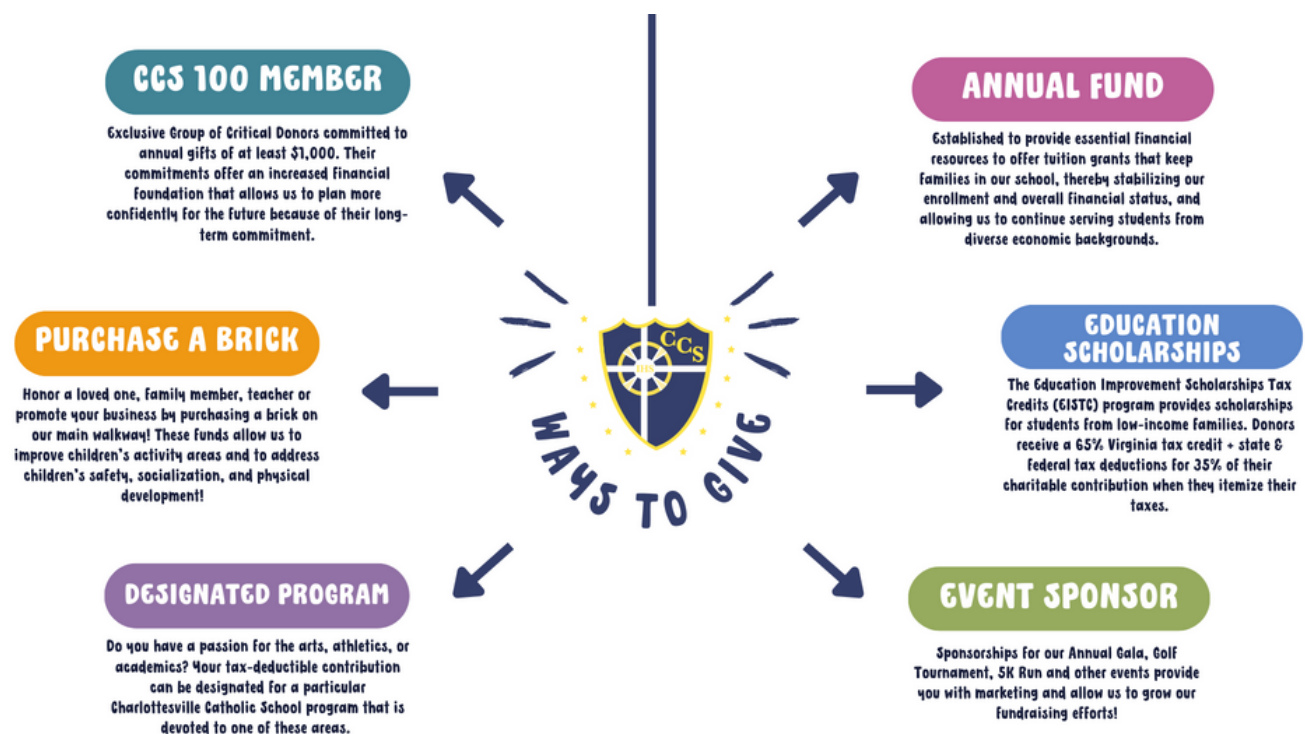 CCS 100 MEMBER
Exclusive Group of Critical Donors committed to
annual gifts of at least $1,000. Their
commitments offer an increased financial
foundation that allows us to plan more
confidently for the future because of their long-
term commitment.
ANNUAL FUND
Established to provide essential financial
resources to offer tuition grants that keep
families in our school, thereby stabilizing our
enrollment and overall financial status, and
allowing us to continue serving students from
diverse economic backgrounds.
PURCHASE A BRICK
Honor a loved one, family member, teacher or
promote your business by purchasing a brick on
our main walkway! These funds allow us to
improve children's activity areas and to address
children's safety, socialization, and physical
development!
CCS
IHS
WAYS TO GIVE
EDUCATION
SCHOLARSHIPS
The Education Improvement Scholarships Tax
Credits (EISTC) program provides scholarships
for students from low-income families. Donors
receive a 65% Virginia tax credit + state &
federal tax deductions for 35% of their
charitable contribution when they itemize their
taxes.
DESIGNATED PROGRAM
Do you have a passion for the arts, athletics, or
academics? Your tax-deductible contribution
can be designated for a particular
Charlottesville Catholic School program that is
devoted to one of these areas.
EVENT SPONSOR
Sponsorships for our Annual Gala, Golf
Tournament, 5K Run and other events provide
you with marketing and allow us to grow our
fundraising efforts!